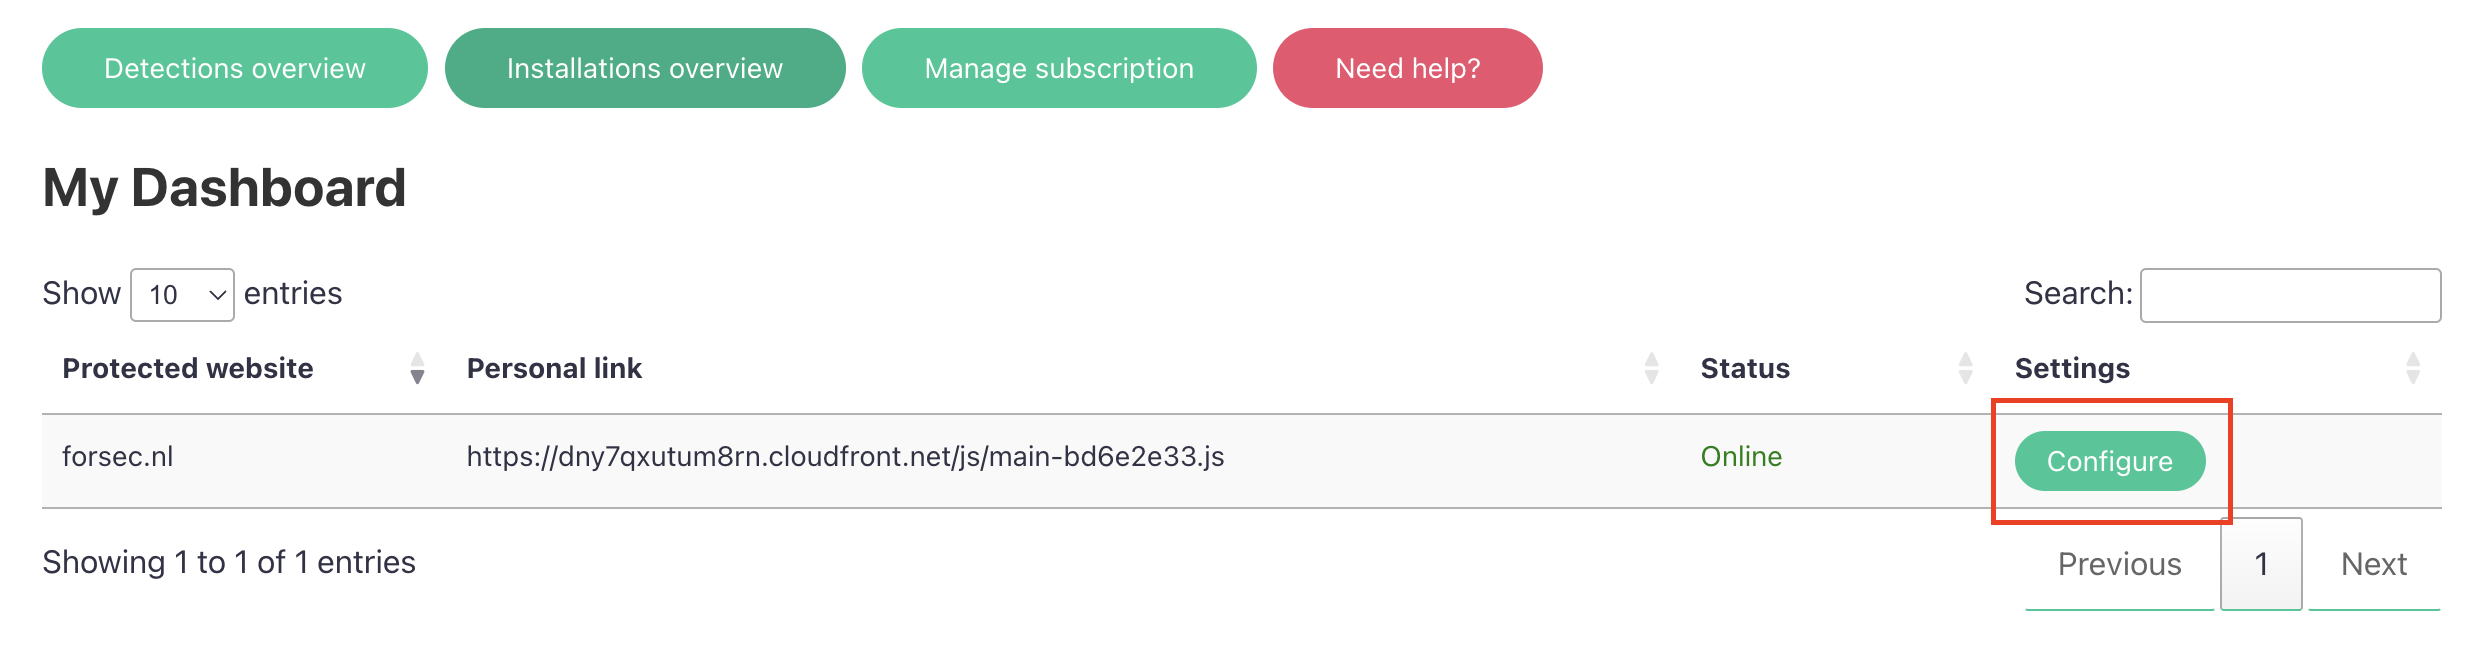 Detections overview Installations overview Manage subscription Need help?
My Dashboard
Show 10 entries Search:
Protected website Personal link Status Settings
forsec.nl https://dny7qxutum8rn.cloudfront.net/js/main-bd6e2e33.js Online Configure
Showing 1 to 1 of 1 entries Previous 1 Next